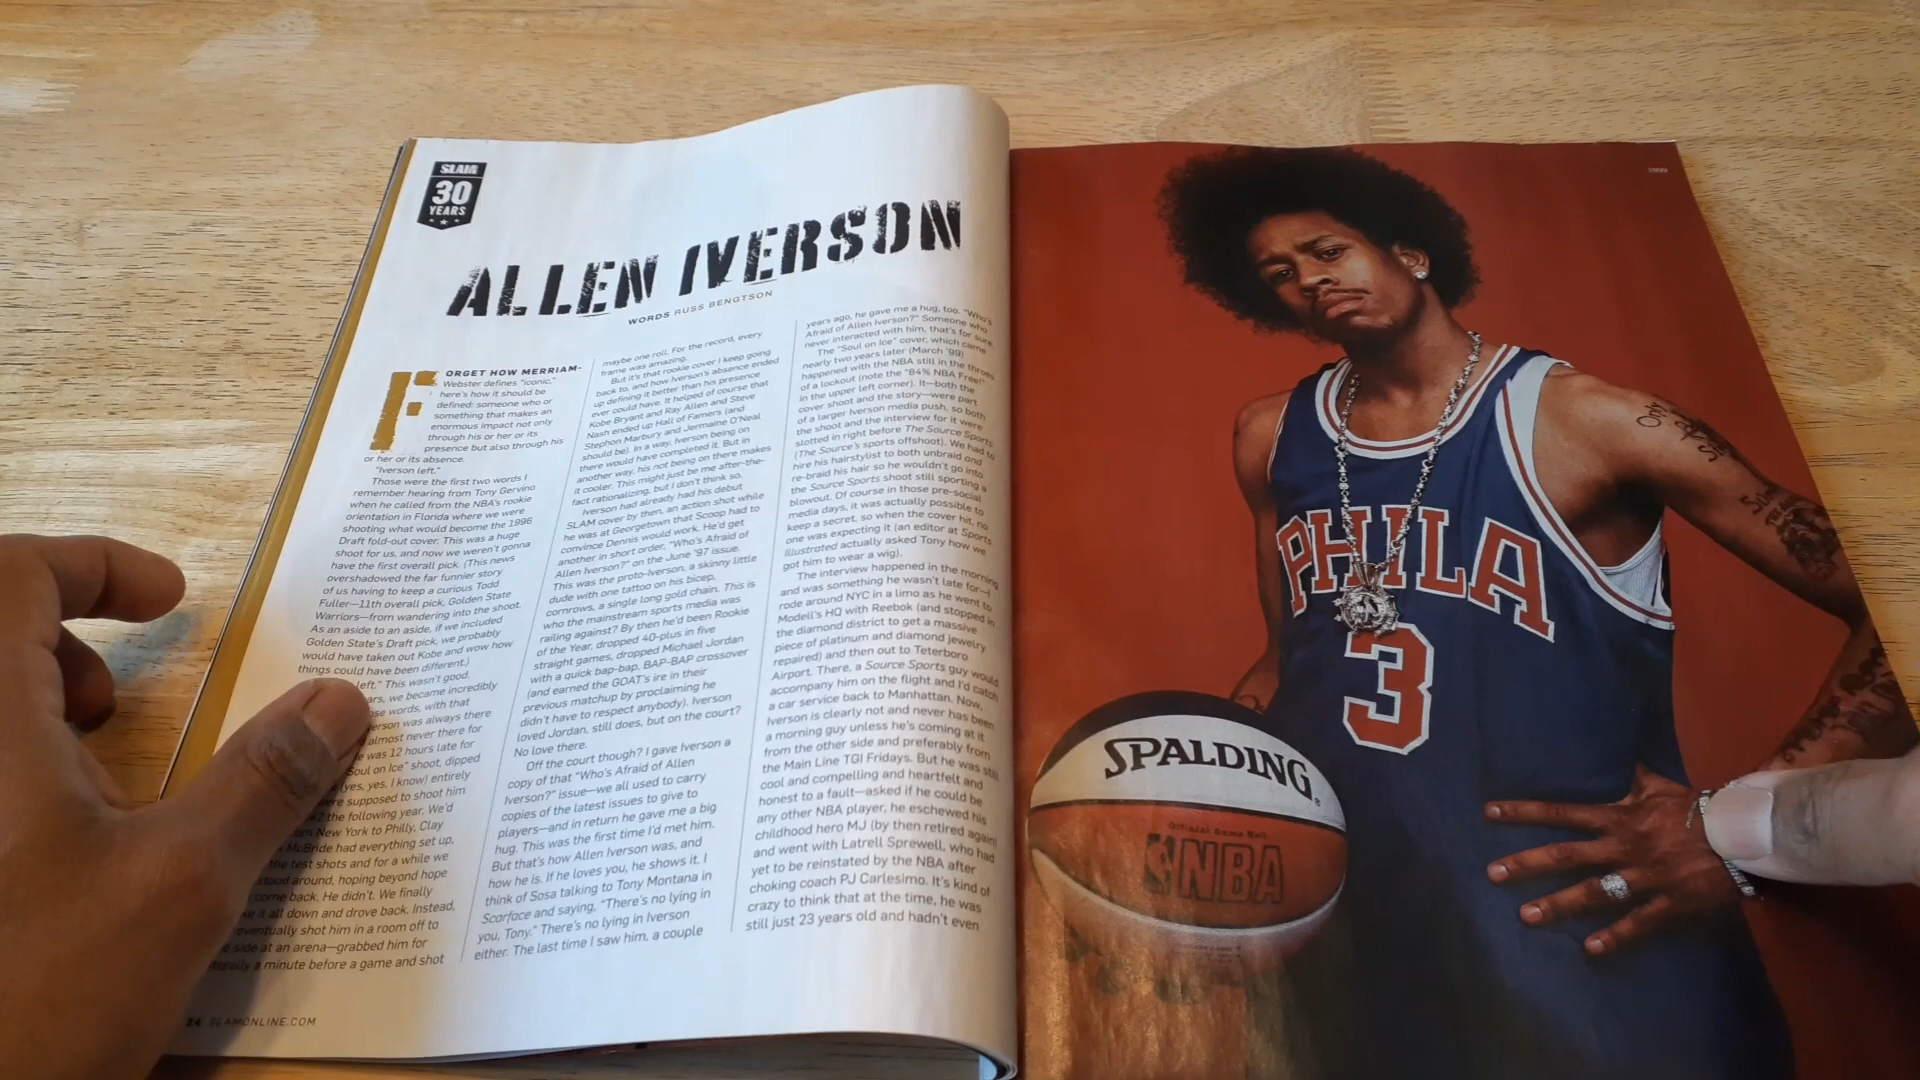 SLAM
30
YEARS
ALLEN IVERSON
WORDS RUSS BENGTSON
FORGET HOW MERRIAM-
Webster defines "iconic,"
here's how it should be
defined: someone who or
something that makes an
enormous impact not only
through his or her or its
presence but also through his
or her or its absence.
"Iverson left."
Those were the first two words I
remember hearing from Tony Gervino
when he called from the NBA's rookie
orientation in Florida where we were
shooting what would become the 1996
Draft fold-out cover. This was a huge
shoot for us, and now we weren't gonna
have the first overall pick. (This news
overshadowed the far funnier story
of us having to keep a curious Todd
Fuller—11th overall pick, Golden State
Warriors—from wandering into the shoot.
As an aside to an aside, if we included
Golden State's Draft pick, we probably
would have taken out Kobe and wow how
things could have been different.)
left." This wasn't good.
we became incredibly
words, with that
was always there
almost never there for
was 12 hours late for
"Soul on Ice" shoot, dipped
(yes, yes, I know) entirely
supposed to shoot him
the following year. We'd
New York to Philly, Clay
McBride had everything set up,
the test shots and for a while we
stood around, hoping beyond hope
come back. He didn't. We finally
it all down and drove back. Instead,
eventually shot him in a room off to
side at an arena—grabbed him for
literally a minute before a game and shot
maybe one roll. For the record, every
frame was amazing.
But it's that rookie cover I keep going
back to, and how Iverson's absence ended
up defining it better than his presence
ever could have. It helped of course that
Kobe Bryant and Ray Allen and Steve
Nash ended up Hall of Famers (and
Stephon Marbury and Jermaine O'Neal
should be). In a way, Iverson being on
there would have completed it. But in
another way, his not being on there makes
it cooler. This might just be me after-the-
fact rationalizing, but I don't think so.
Iverson had already had his debut
SLAM cover by then, an action shot while
he was at Georgetown that Scoop had to
convince Dennis would work. He'd get
another in short order, "Who's Afraid of
Allen Iverson?" on the June '97 issue.
This was the proto-Iverson, a skinny little
dude with one tattoo on his bicep,
cornrows, a single long gold chain. This is
who the mainstream sports media was
railing against? By then he'd been Rookie
of the Year, dropped 40-plus in five
straight games, dropped Michael Jordan
with a quick bap-bap, BAP-BAP crossover
(and earned the GOAT's ire in their
previous matchup by proclaiming he
didn't have to respect anybody). Iverson
loved Jordan, still does, but on the court?
No love there.
Off the court though? I gave Iverson a
copy of that "Who's Afraid of Allen
Iverson?" issue—we all used to carry
copies of the latest issues to give to
players—and in return he gave me a big
hug. This was the first time I'd met him.
But that's how Allen Iverson was, and
how he is. If he loves you, he shows it. I
think of Sosa talking to Tony Montana in
Scarface and saying, "There's no lying in
you, Tony." There's no lying in Iverson
either. The last time I saw him, a couple
years ago, he gave me a hug, too. "Who's
Afraid of Allen Iverson?" Someone who
never interacted with him, that's for sure.
The "Soul on Ice" cover, which came
nearly two years later (March '99)
happened with the NBA still in the throes
of a lockout (note the "84% NBA Free!"
in the upper left corner). It—both the
cover shoot and the story—were part
of a larger Iverson media push, so both
the shoot and the interview for it were
slotted in right before The Source Sports
(The Source's sports offshoot). We had to
hire his hairstylist to both unbraid and
re-braid his hair so he wouldn't go into
the Source Sports shoot still sporting a
blowout. Of course in those pre-social
media days, it was actually possible to
keep a secret, so when the cover hit, no
one was expecting it (an editor at Sports
Illustrated actually asked Tony how we
got him to wear a wig).
The interview happened in the morning
and was something he wasn't late for—I
rode around NYC in a limo as he went to
Modell's HQ with Reebok (and stopped in
the diamond district to get a massive
piece of platinum and diamond jewelry
repaired) and then out to Teterboro
Airport. There, a Source Sports guy would
accompany him on the flight and I'd catch
a car service back to Manhattan. Now,
Iverson is clearly not and never has been
a morning guy unless he's coming at it
from the other side and preferably from
the Main Line TGI Fridays. But he was still
cool and compelling and heartfelt and
honest to a fault—asked if he could be
any other NBA player, he eschewed his
childhood hero MJ (by then retired again)
and went with Latrell Sprewell, who had
yet to be reinstated by the NBA after
choking coach PJ Carlesimo. It's kind of
crazy to think that at the time, he was
still just 23 years old and hadn't even
24 SLAMONLINE.COM
PHILA
3
SPALDING
Official Game Ball
NBA
Only